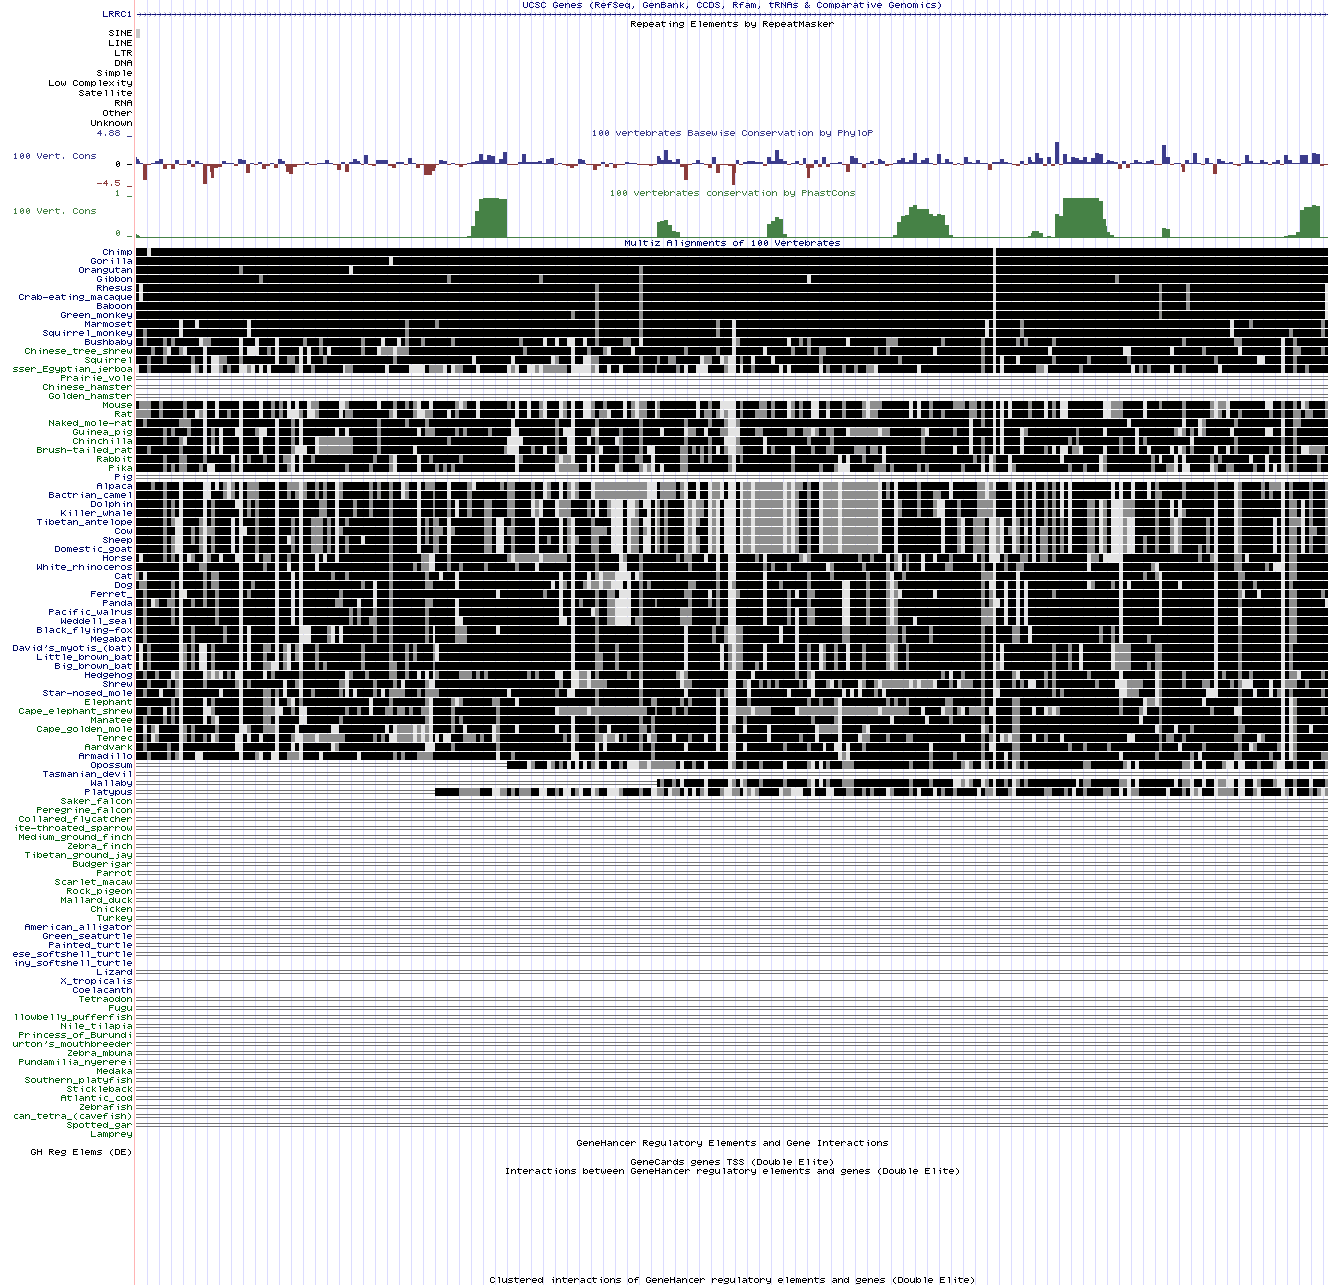 UCSC Genes (RefSeq, GenBank, CCDS, Rfam, tRNAs & Comparative Genomics)
LRRC1
Repeating Elements by RepeatMasker
SINE
LINE
LTR
DNA
Simple
Low Complexity
Satellite
RNA
Other
Unknown
4.88 _
100 vertebrates Basewise Conservation by PhyloP
100 Vert. Cons
0 _
-4.5 _
1 _
100 vertebrates conservation by PhastCons
100 Vert. Cons
0 _
Multiz Alignments of 100 Vertebrates
Chimp
Gorilla
Orangutan
Gibbon
Rhesus
Crab-eating_macaque
Baboon
Green_monkey
Marmoset
Squirrel_monkey
Bushbaby
Chinese_tree_shrew
Squirrel
sser_Egyptian_jerboa
Prairie_vole
Chinese_hamster
Golden_hamster
Mouse
Rat
Naked_mole-rat
Guinea_pig
Chinchilla
Brush-tailed_rat
Rabbit
Pika
Pig
Alpaca
Bactrian_camel
Dolphin
Killer_whale
Tibetan_antelope
Cow
Sheep
Domestic_goat
Horse
White_rhinoceros
Cat
Dog
Ferret_
Panda
Pacific_walrus
Weddell_seal
Black_flying-fox
Megabat
David's_myotis_(bat)
Little_brown_bat
Big_brown_bat
Hedgehog
Shrew
Star-nosed_mole
Elephant
Cape_elephant_shrew
Manatee
Cape_golden_mole
Tenrec
Aardvark
Armadillo
Opossum
Tasmanian_devil
Wallaby
Platypus
Saker_falcon
Peregrine_falcon
Collared_flycatcher
ite-throated_sparrow
Medium_ground_finch
Zebra_finch
Tibetan_ground_jay
Budgerigar
Parrot
Scarlet_macaw
Rock_pigeon
Mallard_duck
Chicken
Turkey
American_alligator
Green_seaturtle
Painted_turtle
ese_softshell_turtle
iny_softshell_turtle
Lizard
X_tropicalis
Coelacanth
Tetraodon
Fugu
llowbelly_pufferfish
Nile_tilapia
Princess_of_Burundi
urton's_mouthbreeder
Zebra_mbuna
Pundamilia_nyererei
Medaka
Southern_platyfish
Stickleback
Atlantic_cod
Zebrafish
can_tetra_(cavefish)
Spotted_gar
Lamprey
GeneHancer Regulatory Elements and Gene Interactions
GH Reg Elems (DE)
GeneCards genes TSS (Double Elite)
Interactions between GeneHancer regulatory elements and genes (Double Elite)
Clustered interactions of GeneHancer regulatory elements and genes (Double Elite)